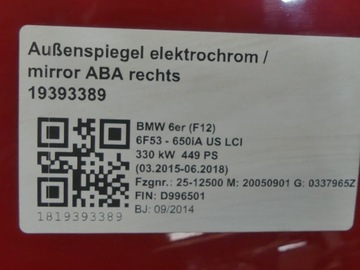 Außenspiegel elektrochrom /
mirror ABA rechts
19393389
BMW 6er (F12)
6F53 - 650iA US LCI
330 kW 449 PS
(03.2015-06.2018)
Fzgnr.: 25-12500 M: 20050901 G: 0337965Z
FIN: D996501
BJ: 09/2014
1819393389